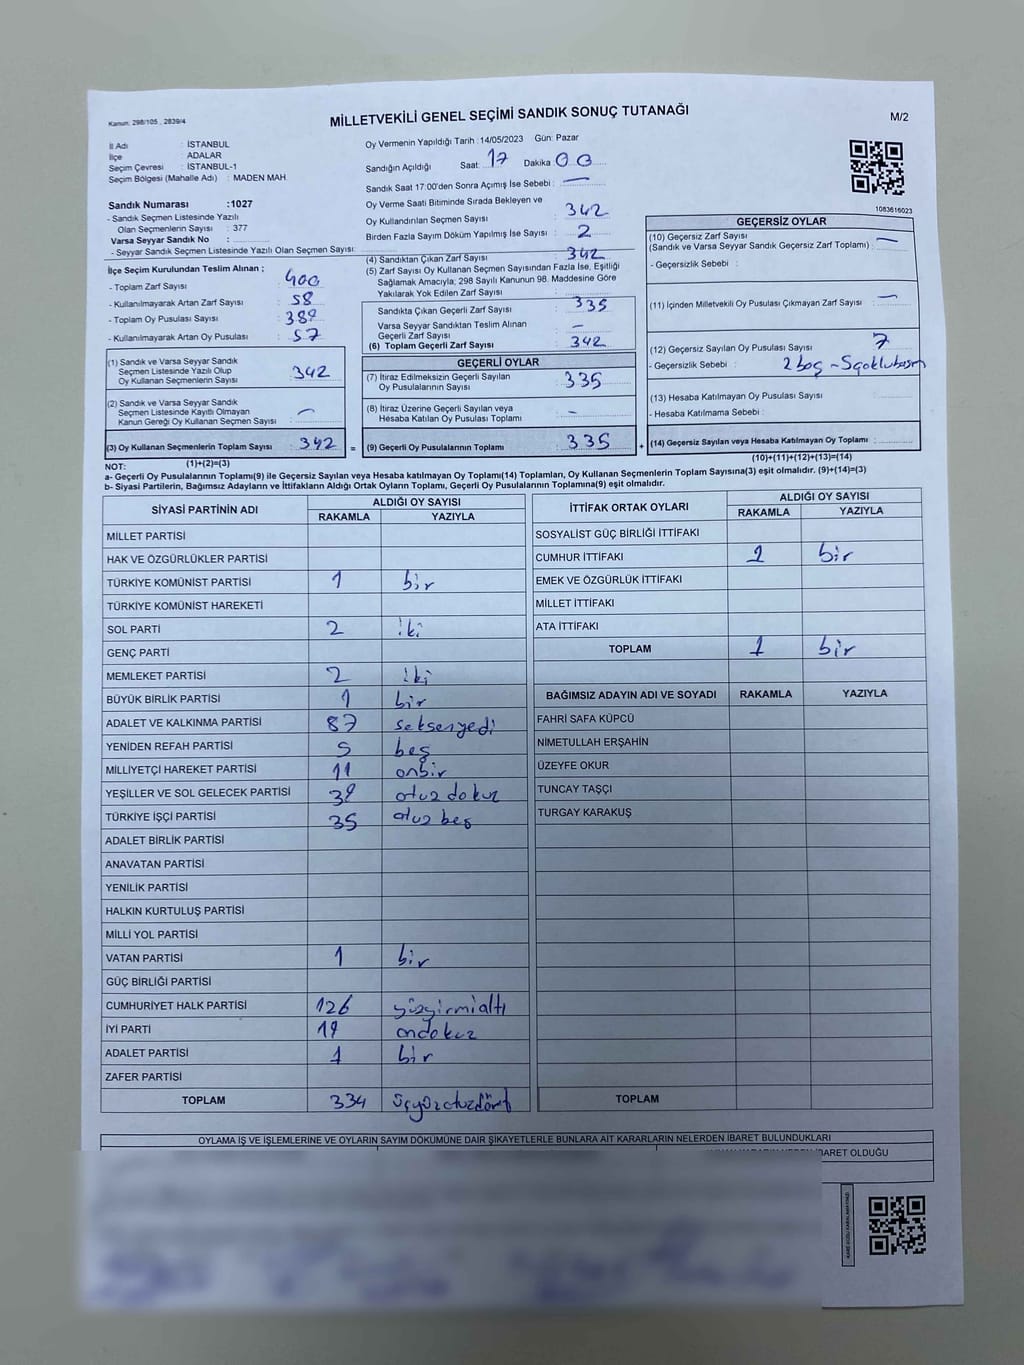 Kanun: 298/105, 2839/4
MİLLETVEKİLİ GENEL SEÇİMİ SANDIK SONUÇ TUTANAĞI
M/2
İl Adı : İSTANBUL
İlçe ADALAR
Seçim Çevresi : İSTANBUL-1
Seçim Bölgesi (Mahalle Adı) : MADEN MAH.
Sandık Numarası :1027
- Sandık Seçmen Listesinde Yazılı
Olan Seçmenlerin Sayısı : 377
Varsa Seyyar Sandık No :
- Seyyar Sandık Seçmen Listesinde Yazılı Olan Seçmen Sayısı:
Oy Vermenin Yapıldığı Tarih :14/05/2023 Gün: Pazar
Sandığın Açıldığı Saat: 17 Dakika 00
Sandık Saat 17:00'den Sonra Açımış İse Sebebi : —
Oy Verme Saati Bitiminde Sırada Bekleyen ve
Oy Kullandırılan Seçmen Sayısı 342
Birden Fazla Sayım Döküm Yapılmış İse Sayısı : 2
1083616023
İlçe Seçim Kurulundan Teslim Alınan ;
- Toplam Zarf Sayısı : 400
- Kullanılmayarak Artan Zarf Sayısı : 58
- Toplam Oy Pusulası Sayısı : 389
- Kullanılmayarak Artan Oy Pusulası : 57
(4) Sandıktan Çıkan Zarf Sayısı : 342
(5) Zarf Sayısı Oy Kullanan Seçmen Sayısından Fazla İse, Eşitliği
Sağlamak Amacıyla; 298 Sayılı Kanunun 98. Maddesine Göre
Yakılarak Yok Edilen Zarf Sayısı :
Sandıkta Çıkan Geçerli Zarf Sayısı : 335
Varsa Seyyar Sandıktan Teslim Alınan
Geçerli Zarf Sayısı : —
(6) Toplam Geçerli Zarf Sayısı : 342
GEÇERSİZ OYLAR
(10) Geçersiz Zarf Sayısı —
(Sandık ve Varsa Seyyar Sandık Geçersiz Zarf Toplamı) :
- Geçersizlik Sebebi :
(11) İçinden Milletvekili Oy Pusulası Çıkmayan Zarf Sayısı : —
(12) Geçersiz Sayılan Oy Pusulası Sayısı : 7
- Geçersizlik Sebebi : 2 boş
(13) Hesaba Katılmayan Oy Pusulası Sayısı :
- Hesaba Katılmama Sebebi :
(14) Geçersiz Sayılan veya Hesaba Katılmayan Oy Toplamı :
(10)+(11)+(12)+(13)=(14)
(1) Sandık ve Varsa Seyyar Sandık
Seçmen Listesinde Yazılı Olup
Oy Kullanan Seçmenlerin Sayısı : 342
(2) Sandık ve Varsa Seyyar Sandık
Seçmen Listesinde Kayıtlı Olmayan
Kanun Gereği Oy Kullanan Seçmen Sayısı : —
(3) Oy Kullanan Seçmenlerin Toplam Sayısı : 342 =
(1)+(2)=(3)
GEÇERLİ OYLAR
(7) İtiraz Edilmeksizin Geçerli Sayılan
Oy Pusulalarının Sayısı : 335
(8) İtiraz Üzerine Geçerli Sayılan veya
Hesaba Katılan Oy Pusulası Toplamı : —
(9) Geçerli Oy Pusulalarının Toplamı : 335 +
NOT:
a- Geçerli Oy Pusulalarının Toplamı(9) ile Geçersiz Sayılan veya Hesaba katılmayan Oy Toplam(14) Toplamları, Oy Kullanan Seçmenlerin Toplam Sayısına(3) eşit olmalıdır. (9)+(14)=(3)
b- Siyasi Partilerin, Bağımsız Adayların ve İttifakların Aldığı Ortak Oyların Toplamı, Geçerli Oy Pusulalarının Toplamına(9) eşit olmalıdır.
SİYASİ PARTİNİN ADI
ALDIĞI OY SAYISI
RAKAMLA YAZIYLA
MİLLET PARTİSİ
HAK VE ÖZGÜRLÜKLER PARTİSİ
TÜRKİYE KOMÜNİST PARTİSİ 1 bir
TÜRKİYE KOMÜNİST HAREKETİ
SOL PARTİ 2 iki
GENÇ PARTİ
MEMLEKET PARTİSİ 2 iki
BÜYÜK BİRLİK PARTİSİ 1 bir
ADALET VE KALKINMA PARTİSİ 87 seksenyedi
YENİDEN REFAH PARTİSİ 5 beş
MİLLİYETÇİ HAREKET PARTİSİ 11 onbir
YEŞİLLER VE SOL GELECEK PARTİSİ 39 otuz dokuz
TÜRKİYE İŞÇİ PARTİSİ 35 otuz beş
ADALET BİRLİK PARTİSİ
ANAVATAN PARTİSİ
YENİLİK PARTİSİ
HALKIN KURTULUŞ PARTİSİ
MİLLİ YOL PARTİSİ
VATAN PARTİSİ 1 bir
GÜÇ BİRLİĞİ PARTİSİ
CUMHURİYET HALK PARTİSİ 126 yüzyirmialtı
İYİ PARTİ 19 ondokuz
ADALET PARTİSİ 1 bir
ZAFER PARTİSİ
TOPLAM 334 üçyüzotuzdört
İTTİFAK ORTAK OYLARI
ALDIĞI OY SAYISI
RAKAMLA YAZIYLA
SOSYALİST GÜÇ BİRLİĞİ İTTİFAKI
CUMHUR İTTİFAKI 1 bir
EMEK VE ÖZGÜRLÜK İTTİFAKI
MİLLET İTTİFAKI
ATA İTTİFAKI
TOPLAM 1 bir
BAĞIMSIZ ADAYIN ADI VE SOYADI RAKAMLA YAZIYLA
FAHRİ SAFA KÜPCÜ
NİMETULLAH ERŞAHİN
ÜZEYFE OKUR
TUNCAY TAŞÇI
TURGAY KARAKUŞ
TOPLAM
OYLAMA İŞ VE İŞLEMLERİNE VE OYLARIN SAYIM DÖKÜMÜNE DAİR ŞİKAYETLERLE BUNLARA AİT KARARLARIN NELERDEN İBARET BULUNDUKLARI
İBARET OLDUĞU